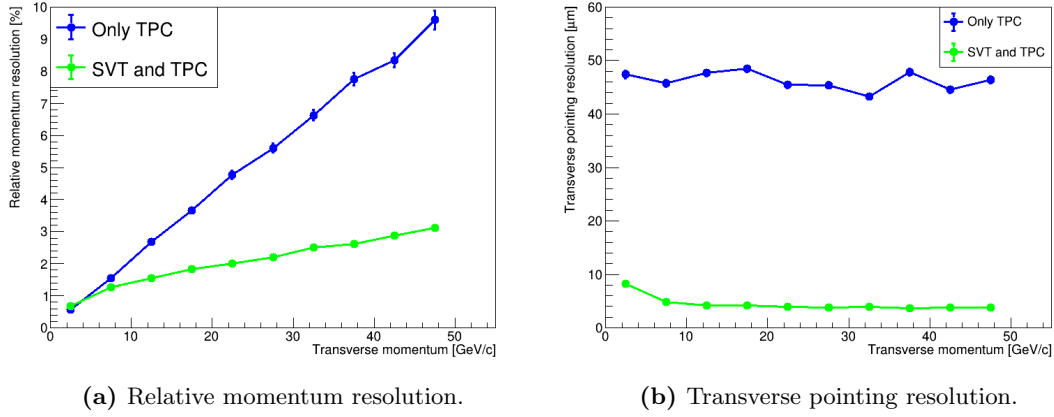 Relative momentum resolution [%]
10
9
8
7
6
5
4
3
2
1
0
Only TPC
SVT and TPC
0 10 20 30 40 50
Transverse momentum [GeV/c]
(a) Relative momentum resolution.
Transverse pointing resolution [μm]
60
50
40
30
20
10
0
Only TPC
SVT and TPC
0 10 20 30 40 50
Transverse momentum [GeV/c]
(b) Transverse pointing resolution.